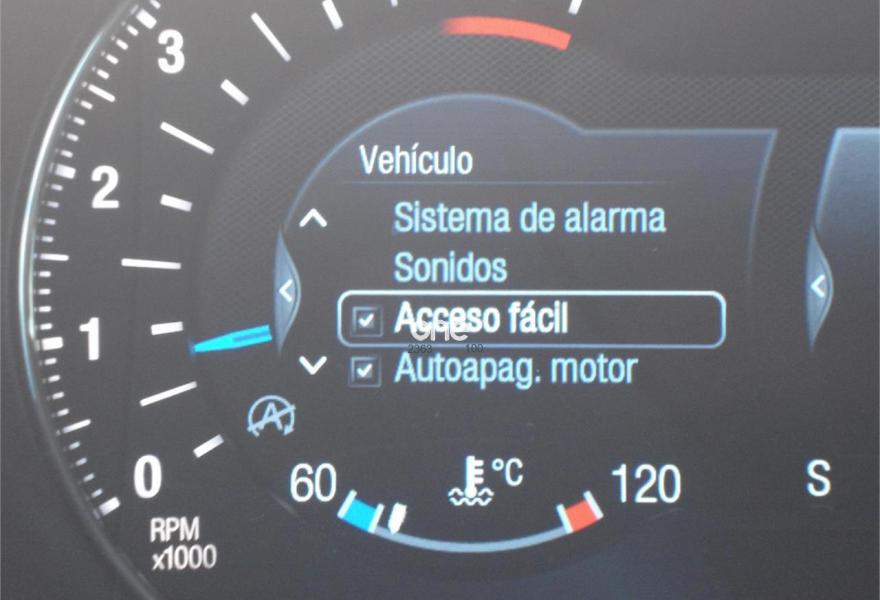 3
2
1
0
RPM
x1000
Vehículo
Sistema de alarma
Sonidos
Acceso fácil
Autoapag. motor
A
60
°C
120
S